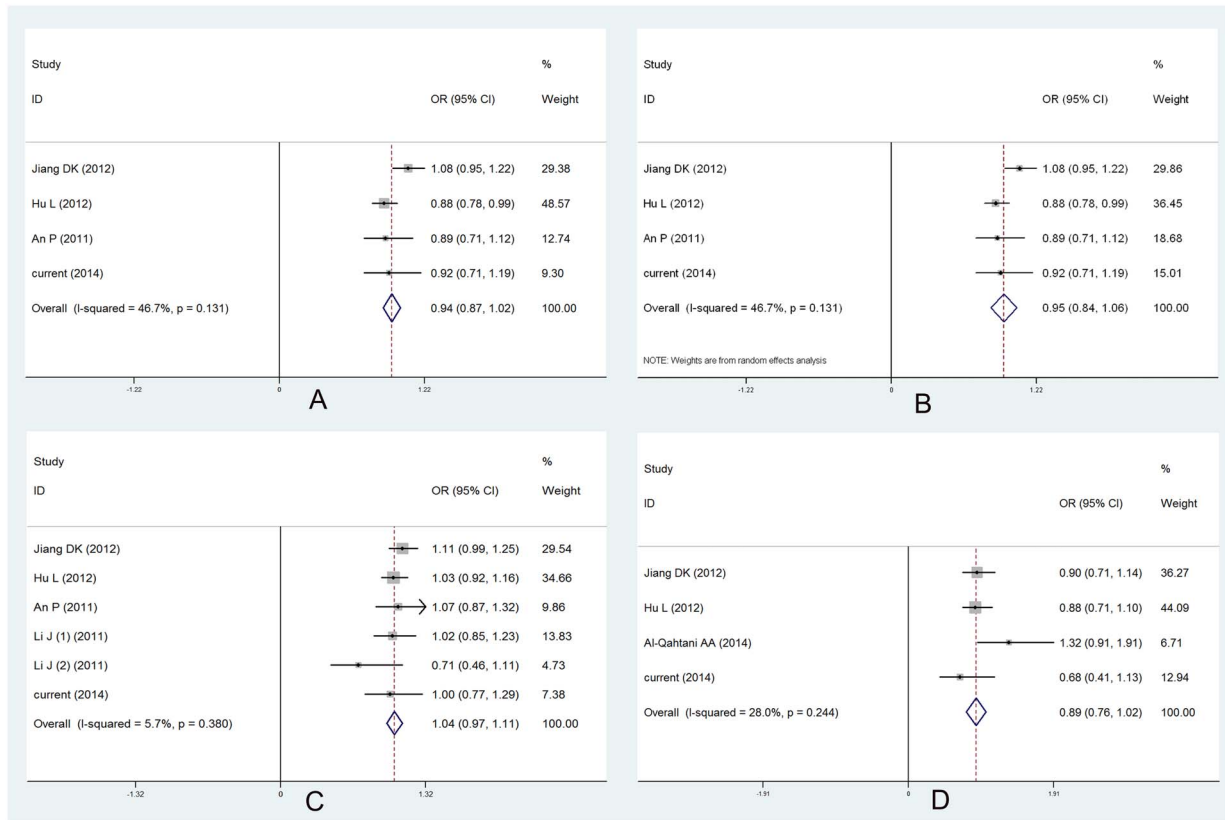 Study %
ID OR (95% CI) Weight
Jiang DK (2012) 1.08 (0.95, 1.22) 29.38
Hu L (2012) 0.88 (0.78, 0.99) 48.57
An P (2011) 0.89 (0.71, 1.12) 12.74
current (2014) 0.92 (0.71, 1.19) 9.30
Overall (I-squared = 46.7%, p = 0.131) 0.94 (0.87, 1.02) 100.00
-1.22 0 1.22
A
Study %
ID OR (95% CI) Weight
Jiang DK (2012) 1.08 (0.95, 1.22) 29.86
Hu L (2012) 0.88 (0.78, 0.99) 36.45
An P (2011) 0.89 (0.71, 1.12) 18.68
current (2014) 0.92 (0.71, 1.19) 15.01
Overall (I-squared = 46.7%, p = 0.131) 0.95 (0.84, 1.06) 100.00
NOTE: Weights are from random effects analysis
-1.22 0 1.22
B
Study %
ID OR (95% CI) Weight
Jiang DK (2012) 1.11 (0.99, 1.25) 29.54
Hu L (2012) 1.03 (0.92, 1.16) 34.66
An P (2011) 1.07 (0.87, 1.32) 9.86
Li J (1) (2011) 1.02 (0.85, 1.23) 13.83
Li J (2) (2011) 0.71 (0.46, 1.11) 4.73
current (2014) 1.00 (0.77, 1.29) 7.38
Overall (I-squared = 5.7%, p = 0.380) 1.04 (0.97, 1.11) 100.00
-1.32 0 1.32
C
Study %
ID OR (95% CI) Weight
Jiang DK (2012) 0.90 (0.71, 1.14) 36.27
Hu L (2012) 0.88 (0.71, 1.10) 44.09
Al-Qahtani AA (2014) 1.32 (0.91, 1.91) 6.71
current (2014) 0.68 (0.41, 1.13) 12.94
Overall (I-squared = 28.0%, p = 0.244) 0.89 (0.76, 1.02) 100.00
-1.91 0 1.91
D